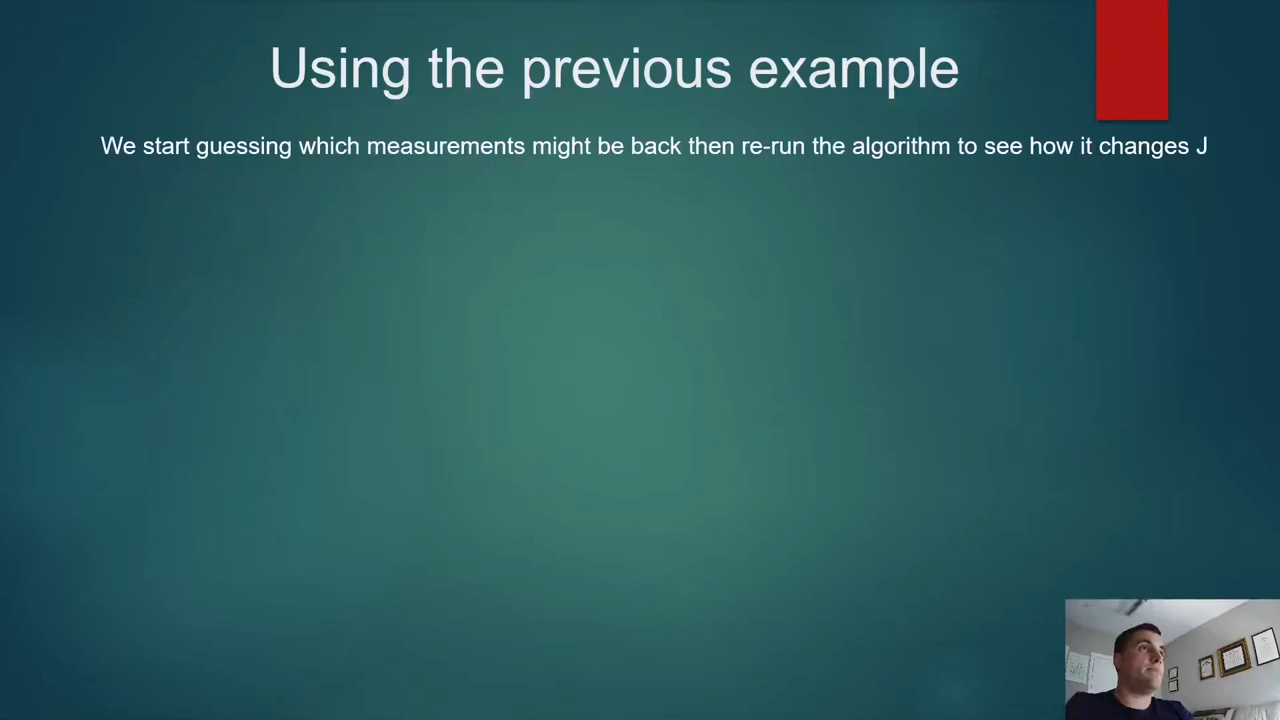 Using the previous example
We start guessing which measurements might be back then re-run the algorithm to see how it changes J